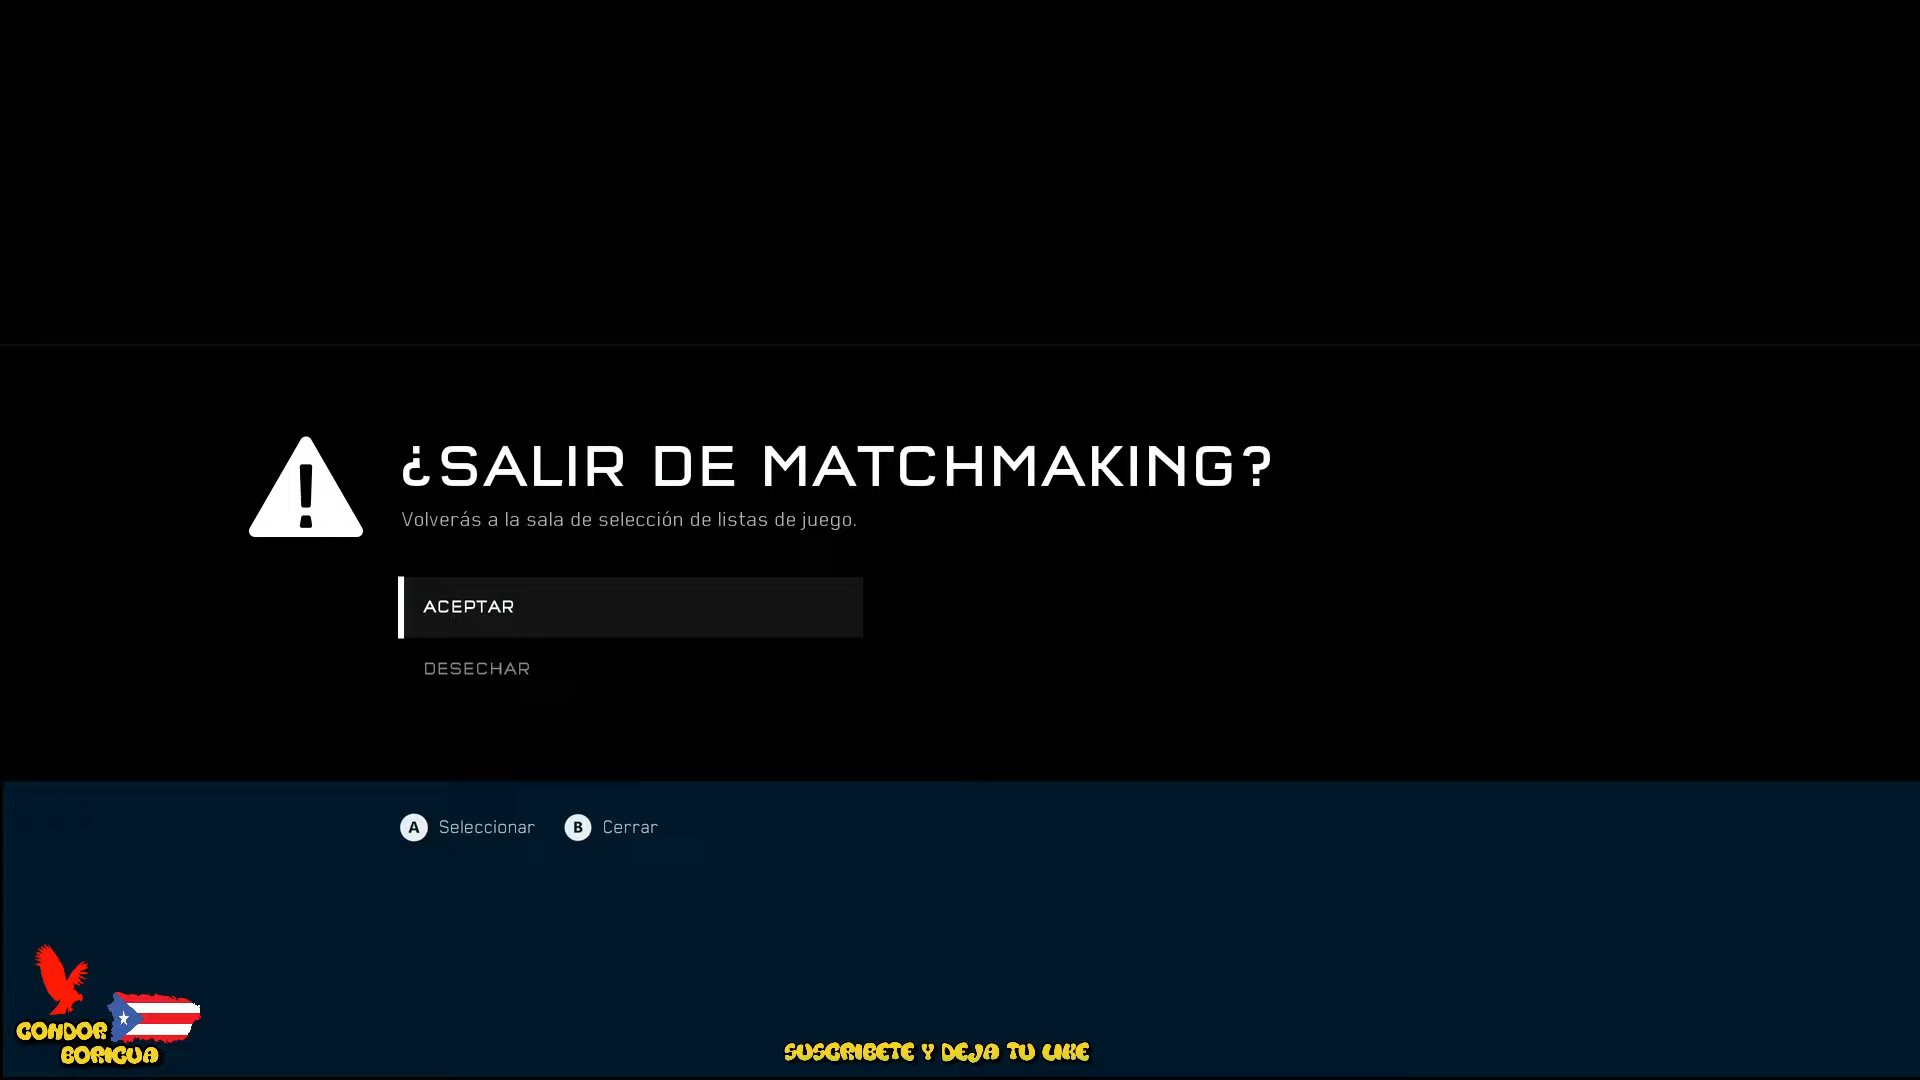 ¿SALIR DE MATCHMAKING?
Volverás a la sala de selección de listas de juego.
ACEPTAR
DESECHAR
A Seleccionar B Cerrar
CONDOR
BORICUA
SUSCRIBETE Y DEJA TU LIKE